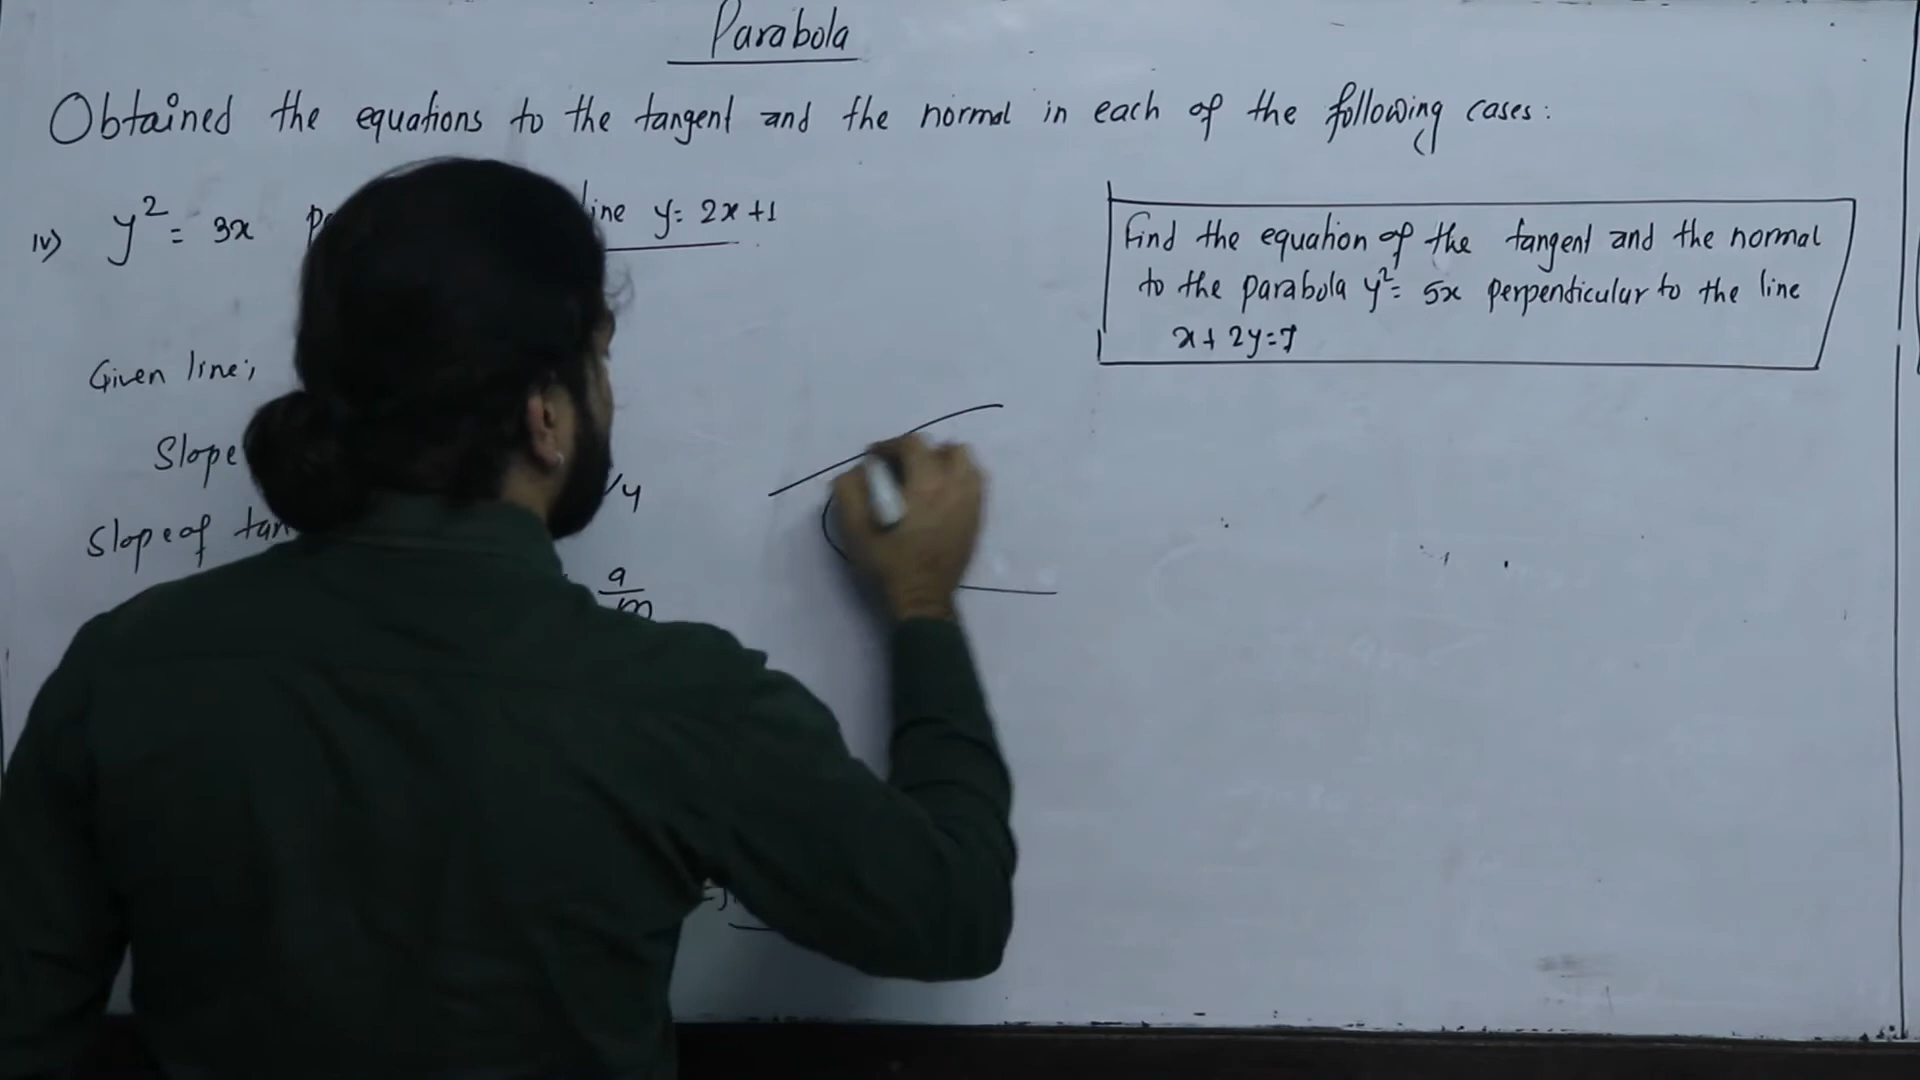 Parabola
Obtained the equations to the tangent and the normal in each of the following cases:
iv) y² = 3x line y = 2x + 1
Find the equation of the tangent and the normal
to the parabola y² = 5x perpendicular to the line
x + 2y = 7
Given line;
Slope
/4
Slope of tan
a/m